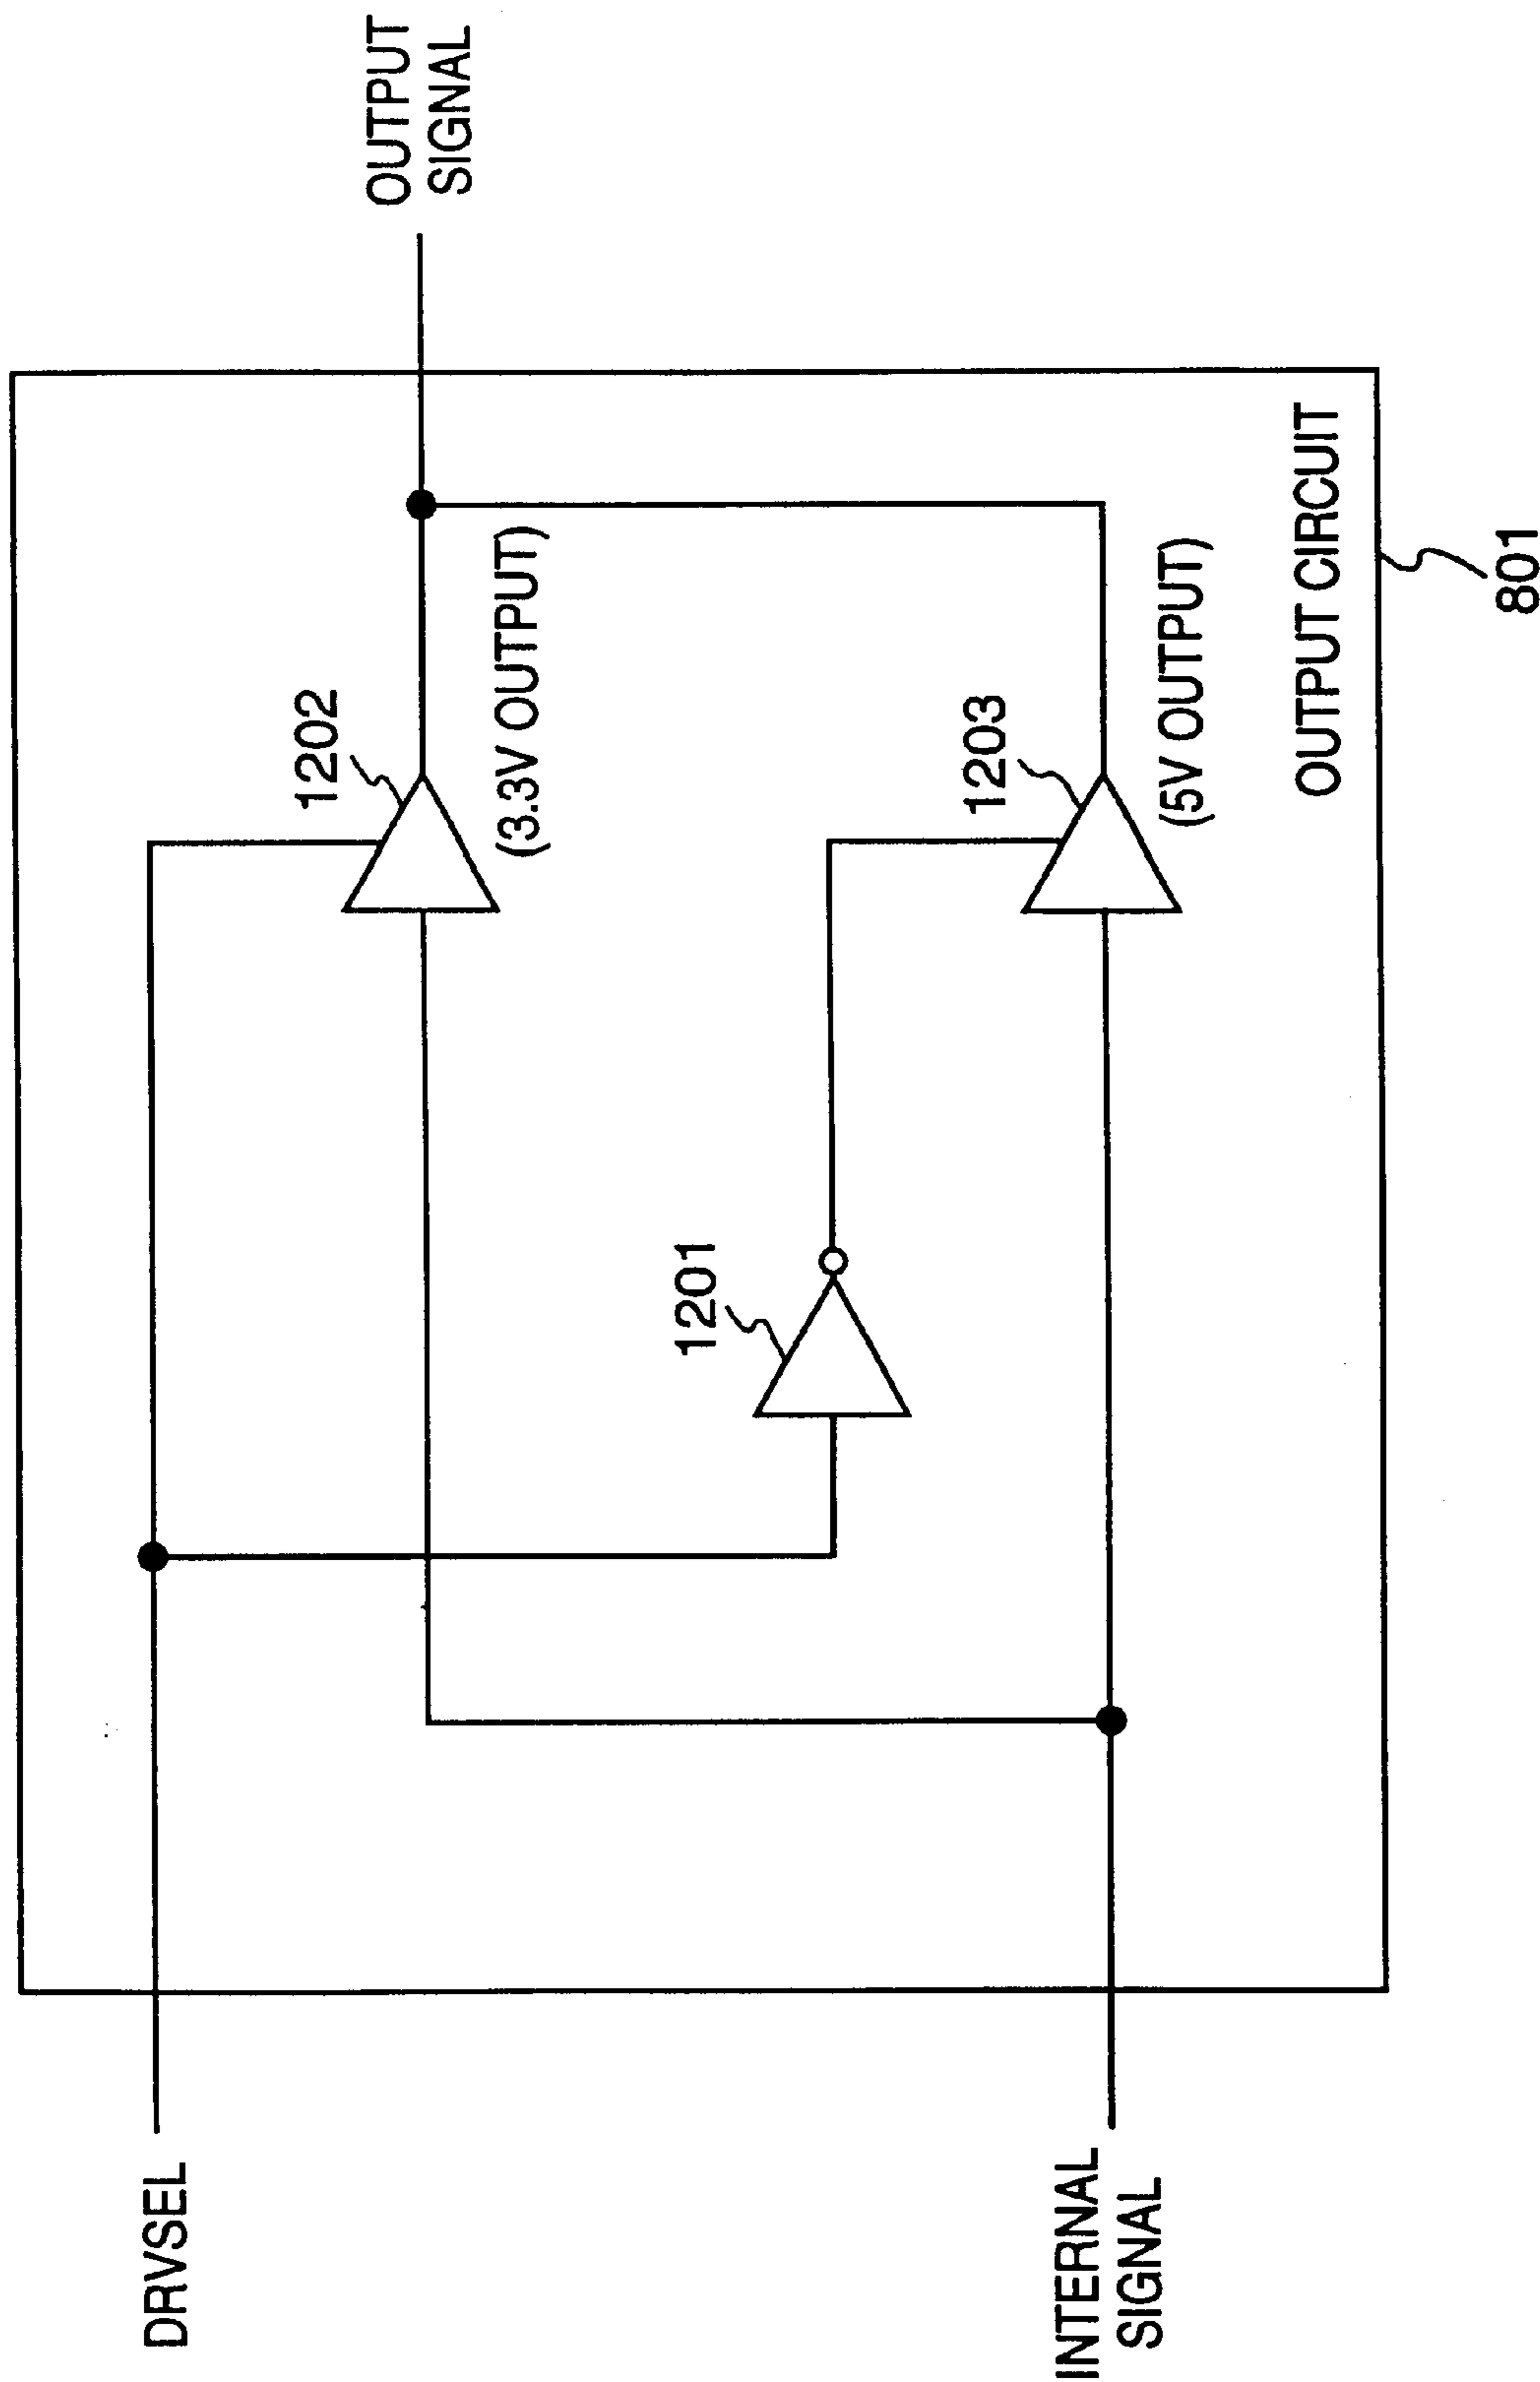 DRVSEL
INTERNAL
SIGNAL
1201
1202
(3.3V OUTPUT)
1203
(5V OUTPUT)
OUTPUT CIRCUIT
801
OUTPUT
SIGNAL